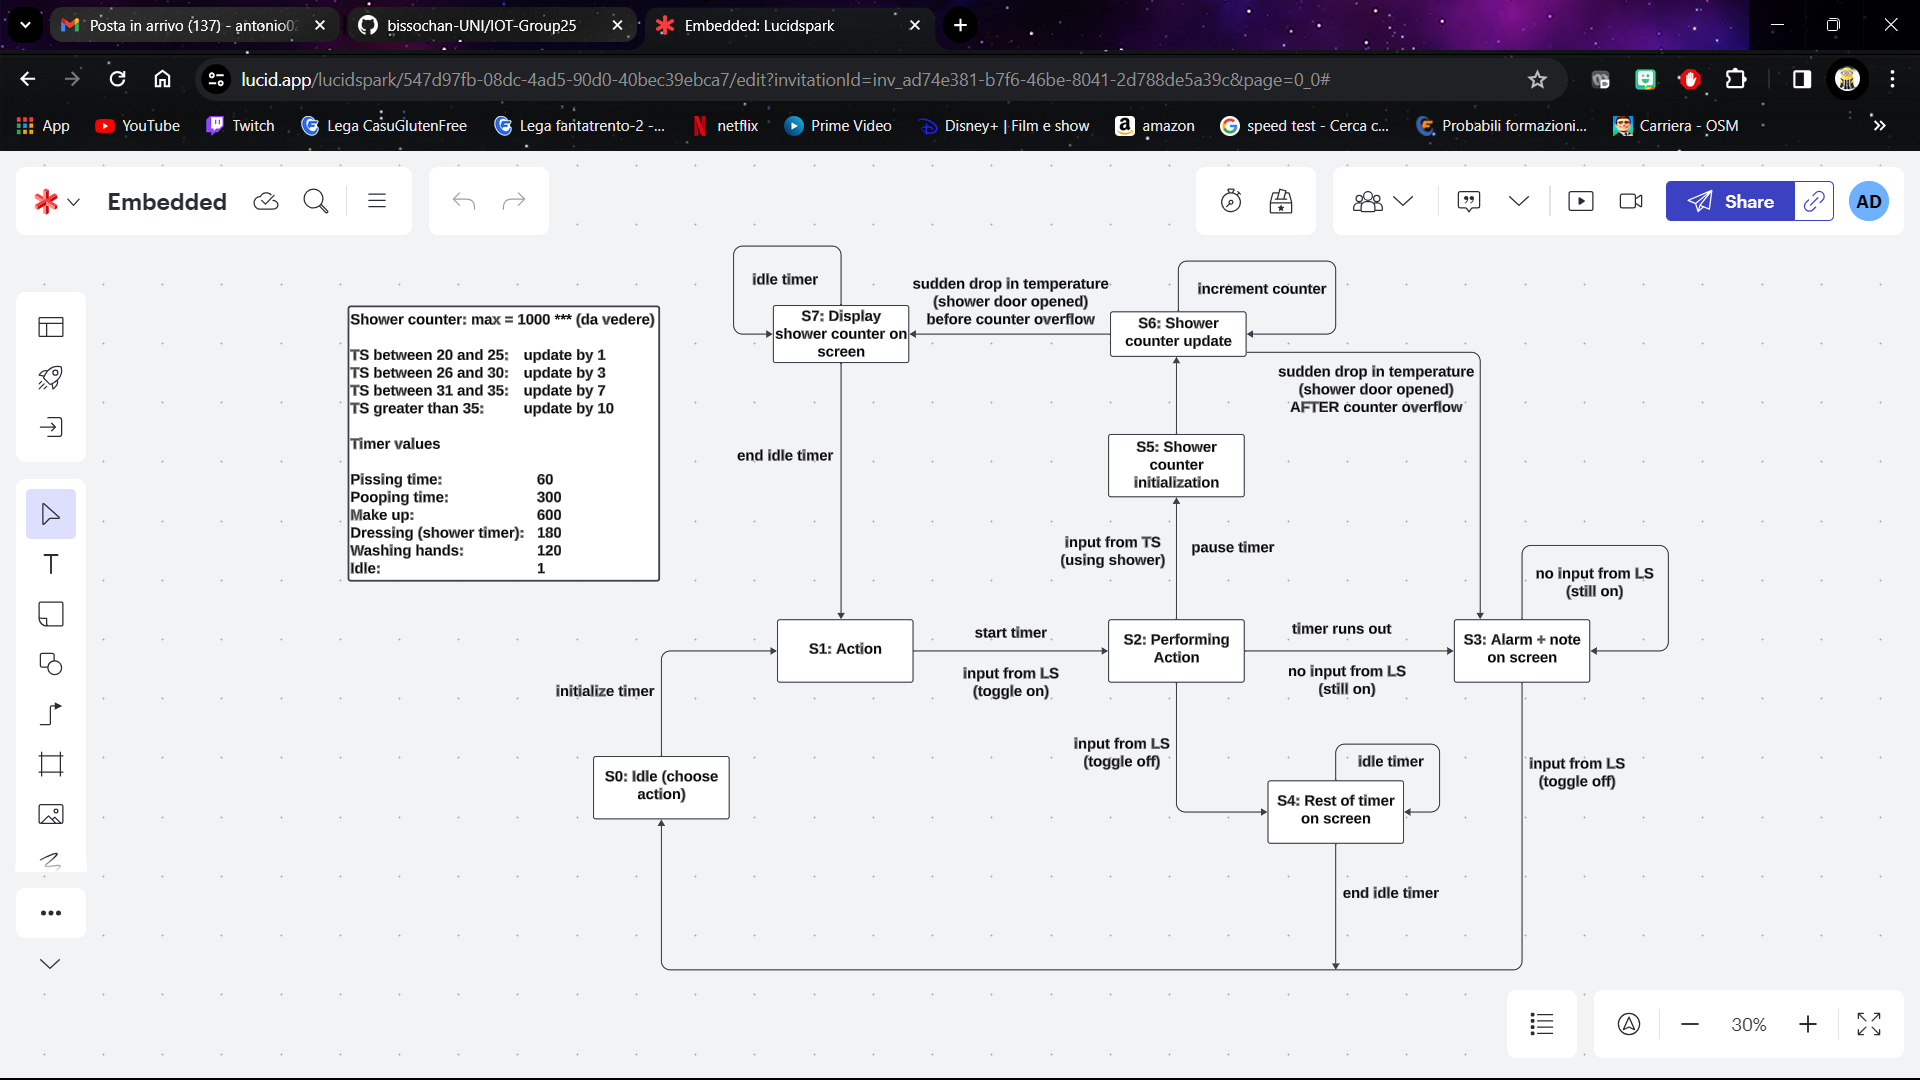 Posta in arrivo (137) - antonio02
bissochan-UNI/IOT-Group25
Embedded: Lucidspark
lucid.app/lucidspark/547d97fb-08dc-4ad5-90d0-40bec39ebca7/edit?invitationId=inv_ad74e381-b7f6-46be-8041-2d788de5a39c&page=0_0#
App
YouTube
Twitch
Lega CasuGlutenFree
Lega fantatrento-2 -...
netflix
Prime Video
Disney+ | Film e show
amazon
speed test - Cerca c...
Probabili formazioni...
Carriera - OSM
Embedded
Share
AD
idle timer
S7: Display
shower counter on
screen
sudden drop in temperature
(shower door opened)
before counter overflow
increment counter
S6: Shower
counter update
sudden drop in temperature
(shower door opened)
AFTER counter overflow
Shower counter: max = 1000 *** (da vedere)
TS between 20 and 25: update by 1
TS between 26 and 30: update by 3
TS between 31 and 35: update by 7
TS greater than 35: update by 10
Timer values
Pissing time: 60
Pooping time: 300
Make up: 600
Dressing (shower timer): 180
Washing hands: 120
Idle: 1
end idle timer
S5: Shower
counter
initialization
input from TS
(using shower)
pause timer
no input from LS
(still on)
S1: Action
start timer
input from LS
(toggle on)
S2: Performing
Action
timer runs out
no input from LS
(still on)
S3: Alarm + note
on screen
initialize timer
S0: Idle (choose
action)
input from LS
(toggle off)
idle timer
S4: Rest of timer
on screen
input from LS
(toggle off)
end idle timer
30%